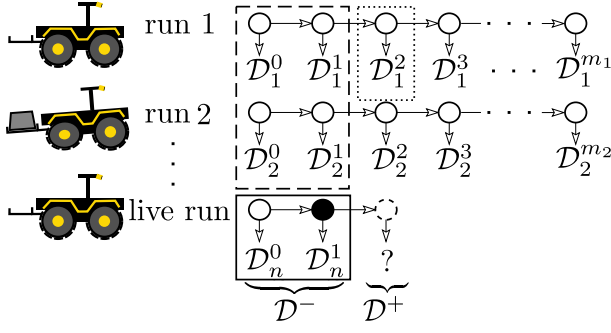 run 1
𝒟₁⁰ 𝒟₁¹ 𝒟₁² 𝒟₁³ · · · 𝒟₁^{m₁}
run 2
𝒟₂⁰ 𝒟₂¹ 𝒟₂² 𝒟₂³ 𝒟₂^{m₂}
live run
𝒟ₙ⁰ 𝒟ₙ¹ ?
𝒟⁻ 𝒟⁺